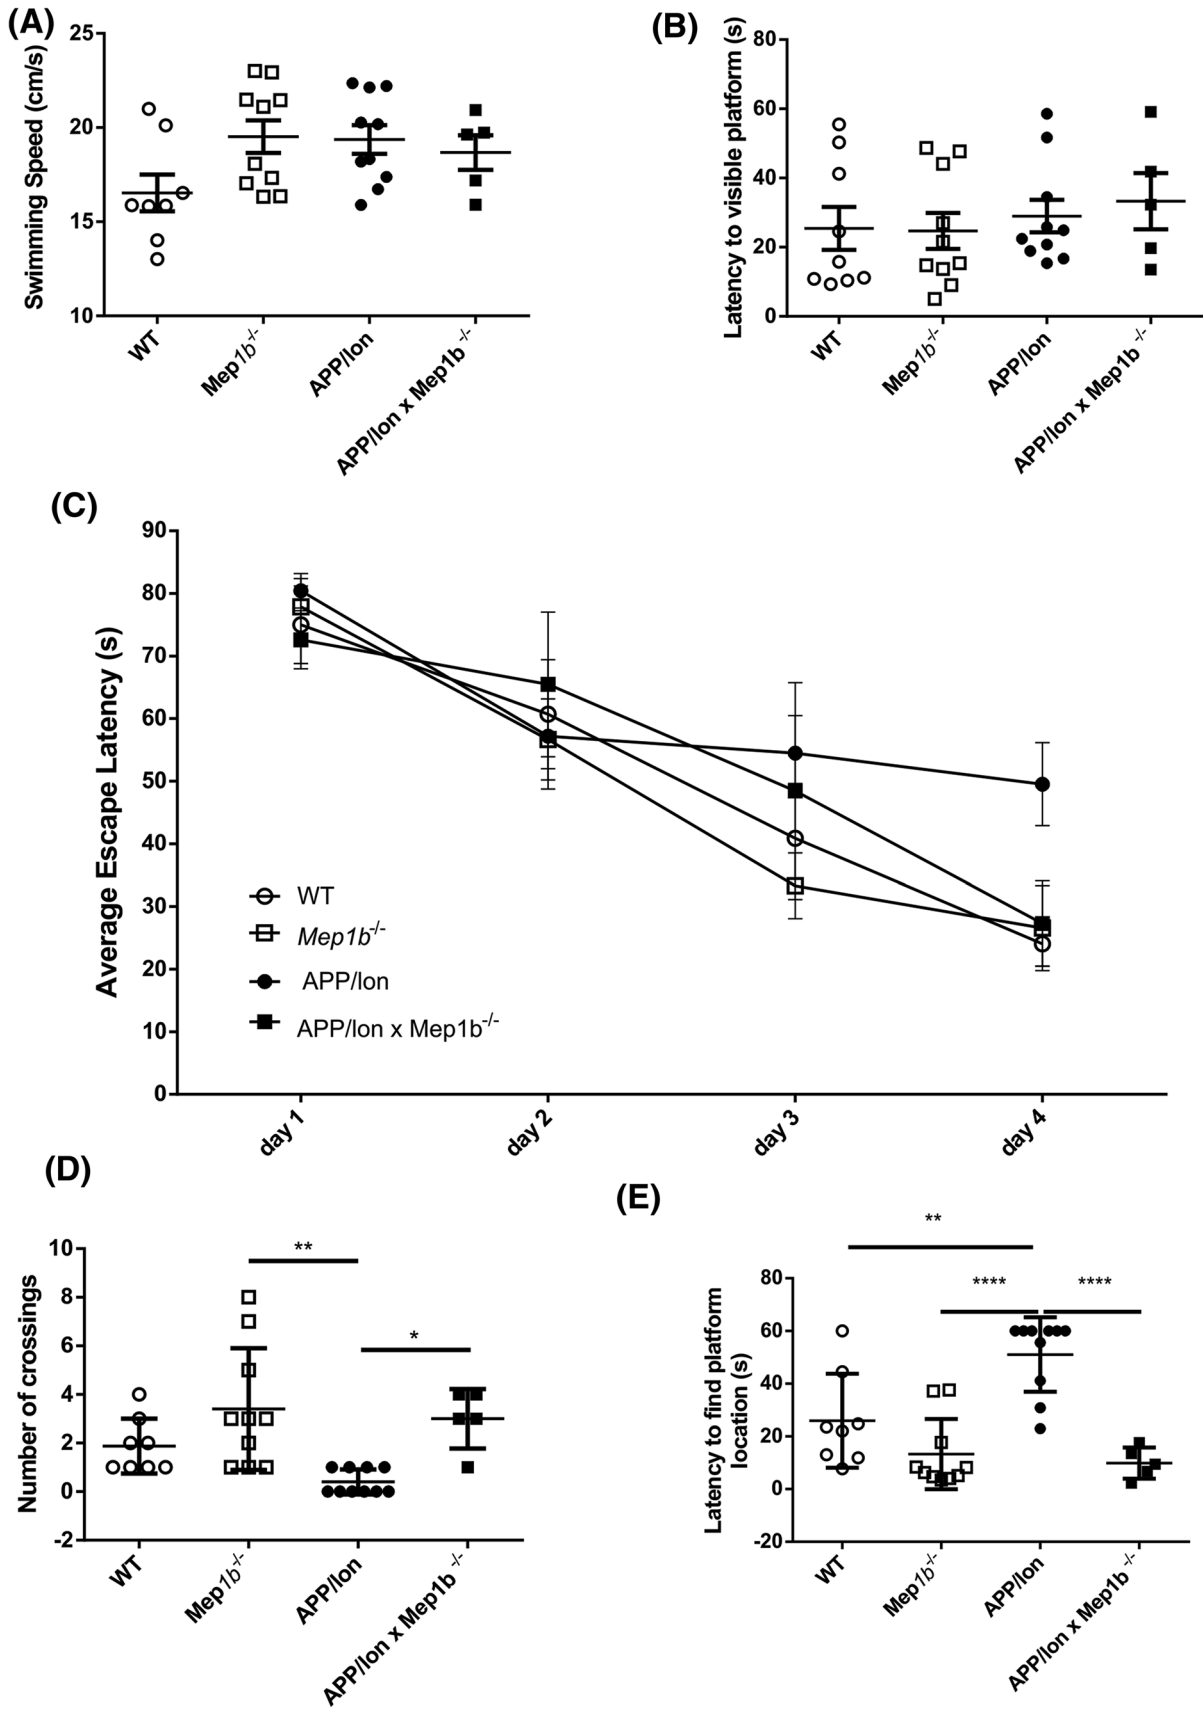 (A)
Swimming Speed (cm/s)
25
20
15
10
WT
Mep1b-/-
APP/lon
APP/lon x Mep1b-/-
(B)
Latency to visible platform (s)
80
60
40
20
0
WT
Mep1b-/-
APP/lon
APP/lon x Mep1b-/-
(C)
Average Escape Latency (s)
90
80
70
60
50
40
30
20
10
0
WT
Mep1b-/-
APP/lon
APP/lon x Mep1b-/-
day 1
day 2
day 3
day 4
(D)
Number of crossings
10
8
6
4
2
0
-2
**
*
WT
Mep1b-/-
APP/lon
APP/lon x Mep1b-/-
(E)
Latency to find platform
location (s)
80
60
40
20
0
-20
**
****
****
WT
Mep1b-/-
APP/lon
APP/lon x Mep1b-/-